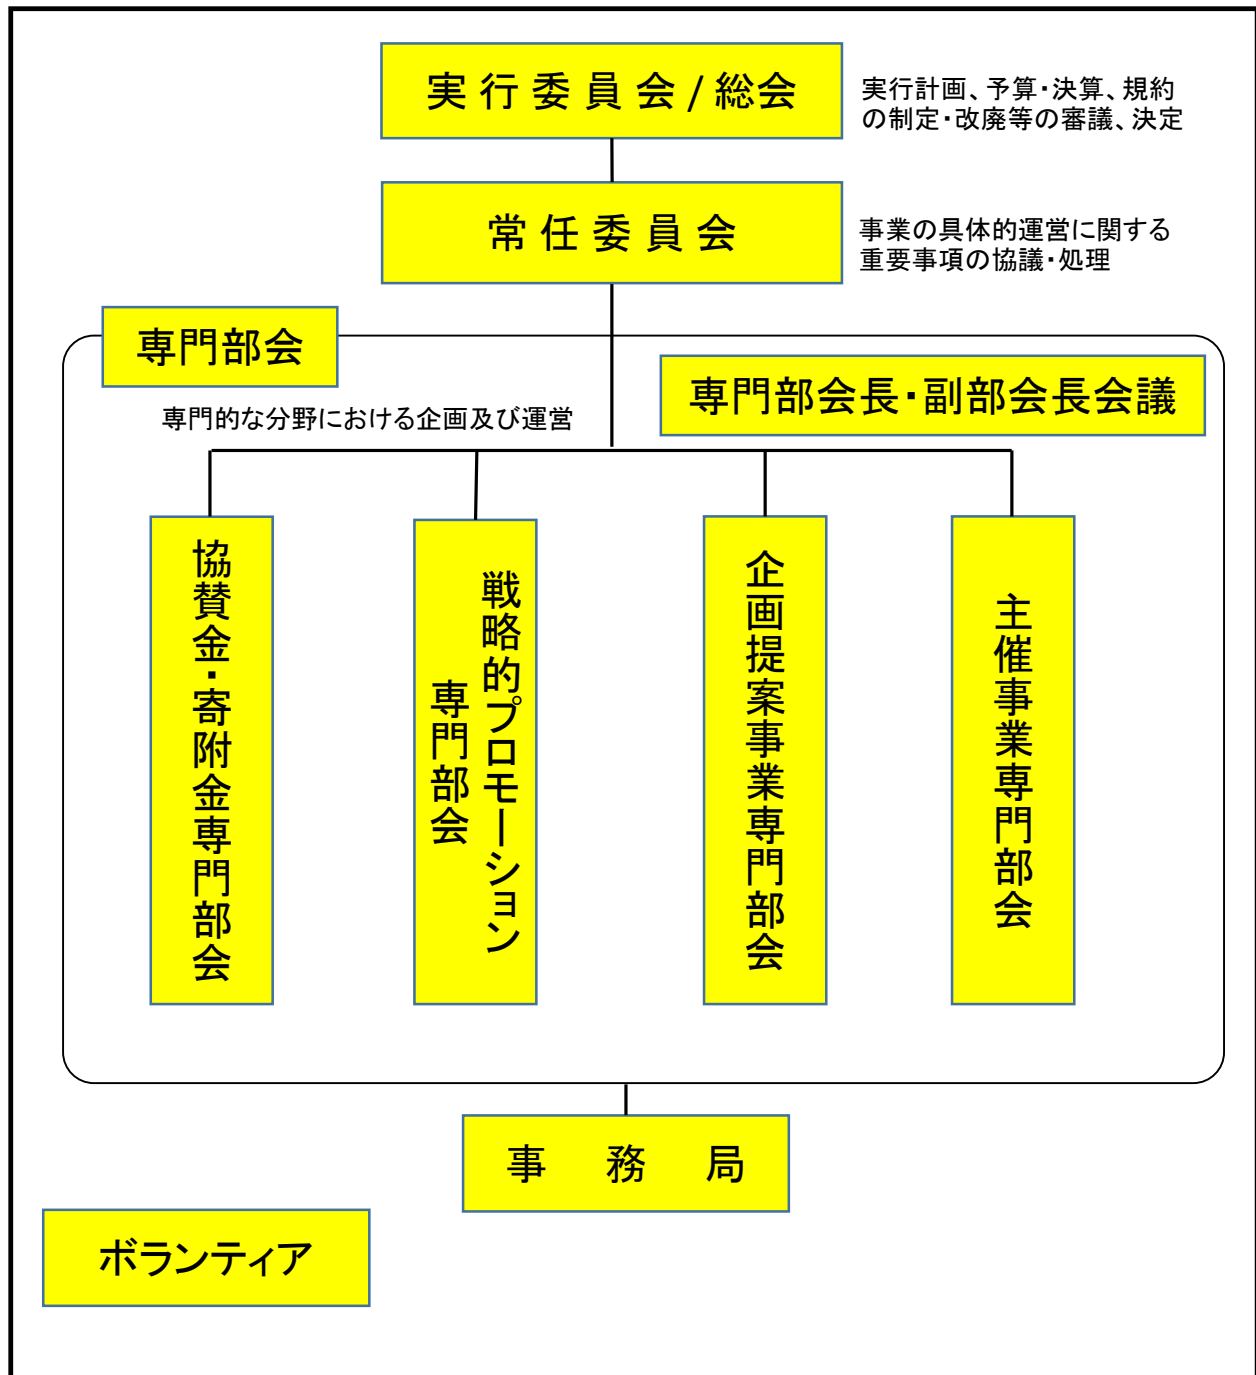 実行委員会/総会
実行計画、予算・決算、規約
の制定・改廃等の審議、決定
常任委員会
事業の具体的運営に関する
重要事項の協議・処理
専門部会
専門部会長・副部会長会議
専門的な分野における企画及び運営
協賛金・寄附金専門部会
戦略的プロモーション
専門部会
企画提案事業専門部会
主催事業専門部会
事務局
ボランティア